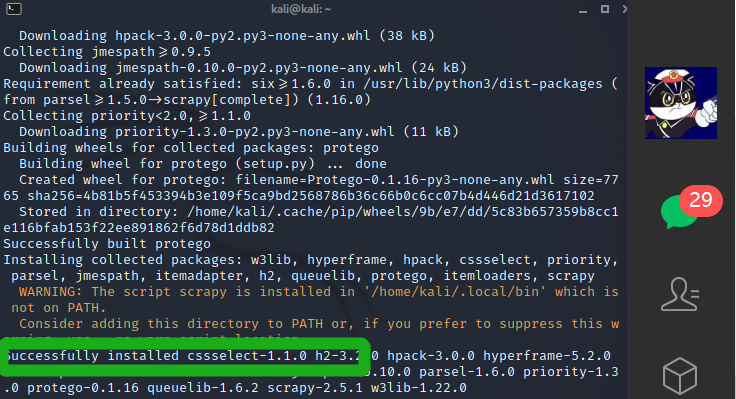 kali@kali: ~
Downloading hpack-3.0.0-py2.py3-none-any.whl (38 kB)
Collecting jmespath≥0.9.5
Downloading jmespath-0.10.0-py2.py3-none-any.whl (24 kB)
Requirement already satisfied: six≥1.6.0 in /usr/lib/python3/dist-packages (
from parsel≥1.5.0→scrapy[complete]) (1.16.0)
Collecting priority<2.0,≥1.1.0
Downloading priority-1.3.0-py2.py3-none-any.whl (11 kB)
Building wheels for collected packages: protego
Building wheel for protego (setup.py) ... done
Created wheel for protego: filename=Protego-0.1.16-py3-none-any.whl size=77
65 sha256=4b81b5f453394b3e109f5ca9bd2568786b36c66b0c6cc07b4d446d21d3617102
Stored in directory: /home/kali/.cache/pip/wheels/9b/e7/dd/5c83b657359b8cc1
e116bfab153f22ee891862f6d78d1ddb82
Successfully built protego
Installing collected packages: w3lib, hyperframe, hpack, cssselect, priority,
parsel, jmespath, itemadapter, h2, queuelib, protego, itemloaders, scrapy
WARNING: The script scrapy is installed in '/home/kali/.local/bin' which is
not on PATH.
Consider adding this directory to PATH or, if you prefer to suppress this w
Successfully installed cssselect-1.1.0 h2-3.2.0 hpack-3.0.0 hyperframe-5.2.0
0.10.0 parsel-1.6.0 priority-1.3
.0 protego-0.1.16 queuelib-1.6.2 scrapy-2.5.1 w3lib-1.22.0
29